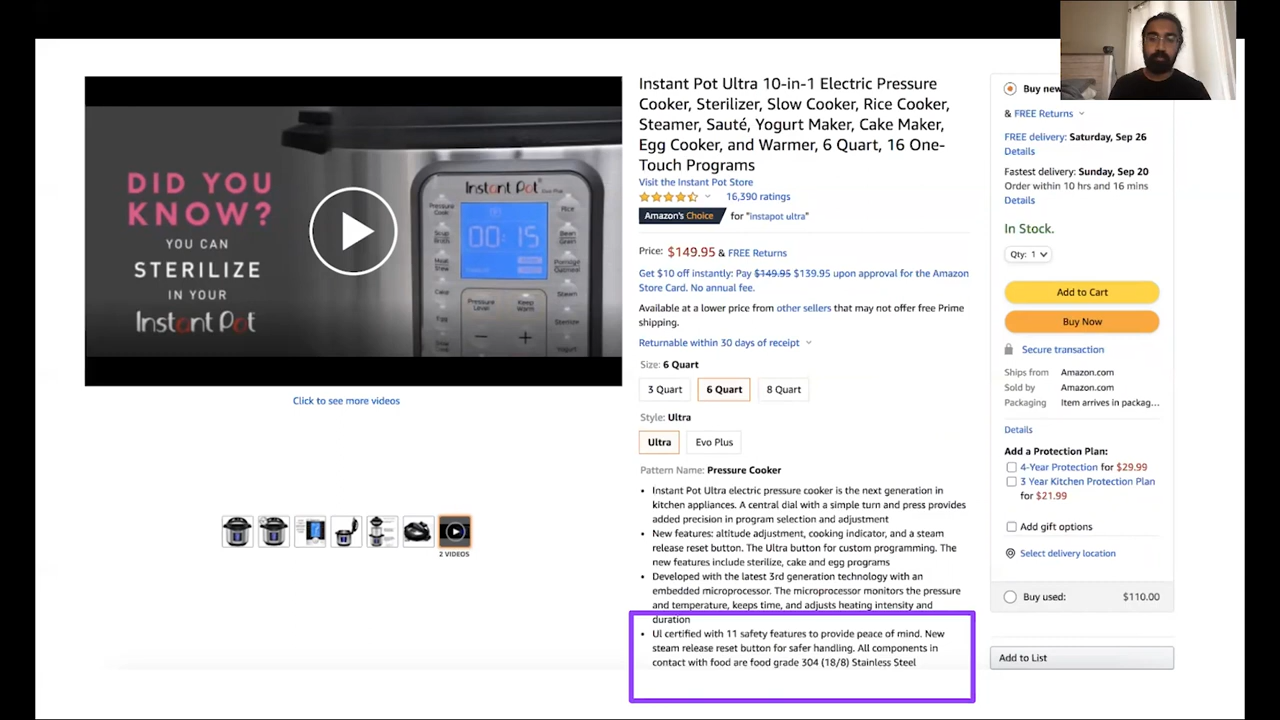 DID YOU
KNOW?
YOU CAN
STERILIZE
IN YOUR
Instant Pot
Instant Pot
Pressure
Cook
Rice
00:15
Steam
Egg
Pressure
Level
Keep
Warm
Sterilize
Yogurt
Click to see more videos
2 VIDEOS
Instant Pot Ultra 10-in-1 Electric Pressure
Cooker, Sterilizer, Slow Cooker, Rice Cooker,
Steamer, Sauté, Yogurt Maker, Cake Maker,
Egg Cooker, and Warmer, 6 Quart, 16 One-
Touch Programs
Visit the Instant Pot Store
16,390 ratings
Amazon's Choice for "instapot ultra"
Price: $149.95 & FREE Returns
Get $10 off instantly: Pay $149.95 $139.95 upon approval for the Amazon
Store Card. No annual fee.
Available at a lower price from other sellers that may not offer free Prime
shipping.
Returnable within 30 days of receipt
Size: 6 Quart
3 Quart 6 Quart 8 Quart
Style: Ultra
Ultra Evo Plus
Pattern Name: Pressure Cooker
• Instant Pot Ultra electric pressure cooker is the next generation in
kitchen appliances. A central dial with a simple turn and press provides
added precision in program selection and adjustment
• New features: altitude adjustment, cooking indicator, and a steam
release reset button. The Ultra button for custom programming. The
new features include sterilize, cake and egg programs
• Developed with the latest 3rd generation technology with an
embedded microprocessor. The microprocessor monitors the pressure
and temperature, keeps time, and adjusts heating intensity and
duration
• Ul certified with 11 safety features to provide peace of mind. New
steam release reset button for safer handling. All components in
contact with food are food grade 304 (18/8) Stainless Steel
Buy new
& FREE Returns
FREE delivery: Saturday, Sep 26
Details
Fastest delivery: Sunday, Sep 20
Order within 10 hrs and 16 mins
Details
In Stock.
Qty: 1
Add to Cart
Buy Now
Secure transaction
Ships from Amazon.com
Sold by Amazon.com
Packaging Item arrives in packag...
Details
Add a Protection Plan:
4-Year Protection for $29.99
3 Year Kitchen Protection Plan
for $21.99
Add gift options
Select delivery location
Buy used: $110.00
Add to List